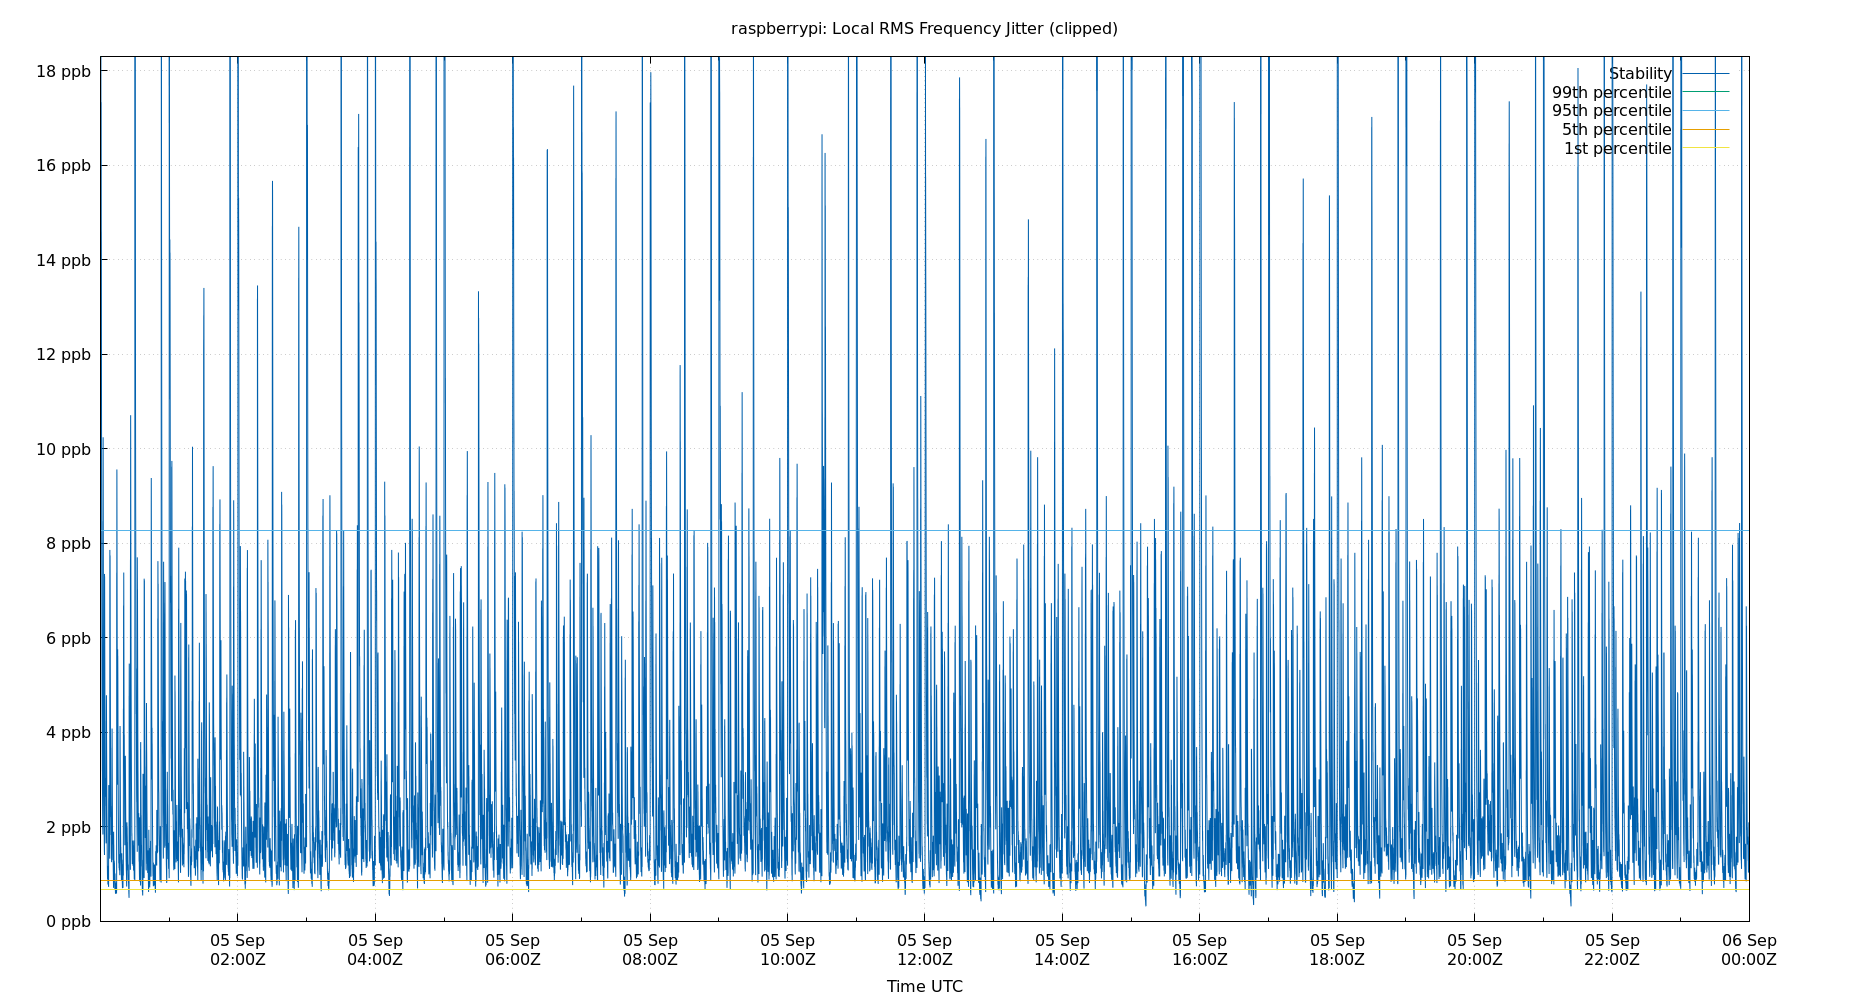 raspberrypi: Local RMS Frequency Jitter (clipped)
18 ppb
16 ppb
14 ppb
12 ppb
10 ppb
8 ppb
6 ppb
4 ppb
2 ppb
0 ppb
Stability
99th percentile
95th percentile
5th percentile
1st percentile
05 Sep 05 Sep 05 Sep 05 Sep 05 Sep 05 Sep 05 Sep 05 Sep 05 Sep 05 Sep 05 Sep 06 Sep
02:00Z 04:00Z 06:00Z 08:00Z 10:00Z 12:00Z 14:00Z 16:00Z 18:00Z 20:00Z 22:00Z 00:00Z
Time UTC